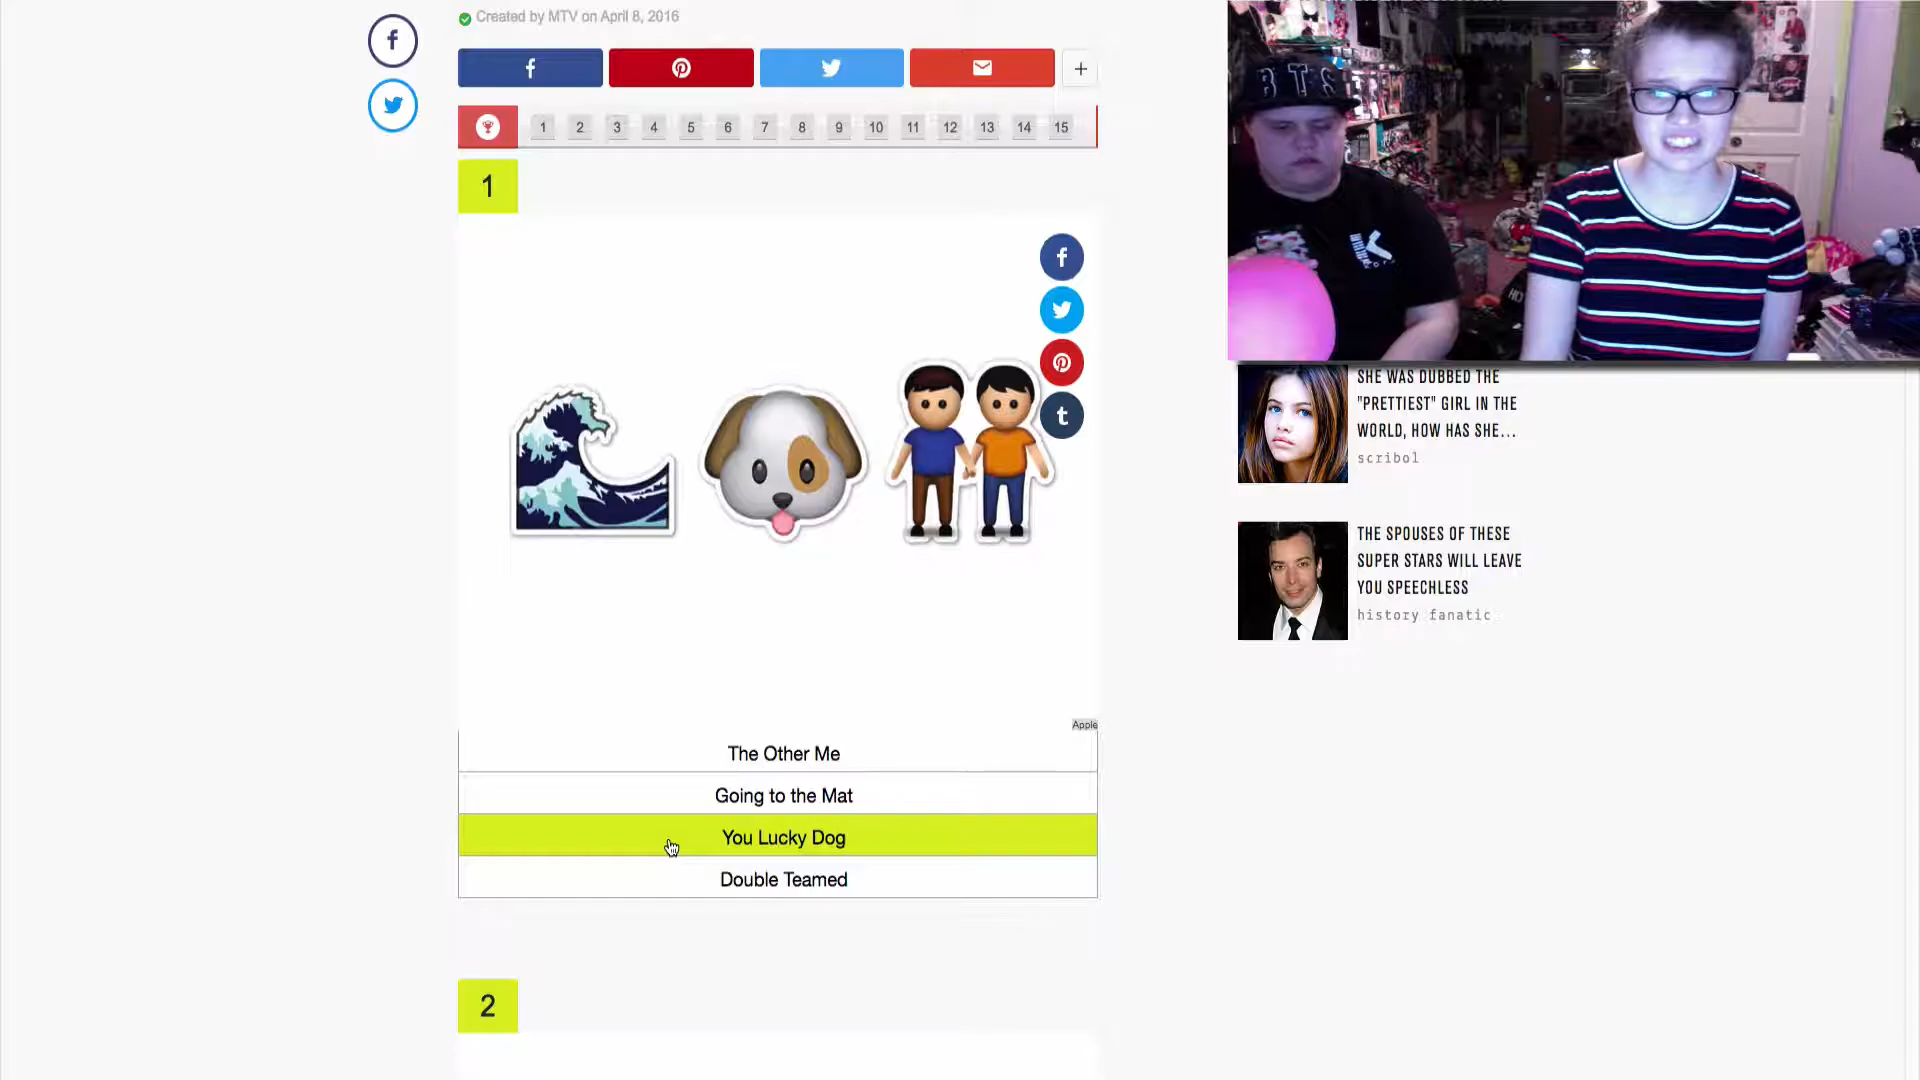 Created by MTV on April 8, 2016
f
f
+
1 2 3 4 5 6 7 8 9 10 11 12 13 14 15
1
f
t
Apple
The Other Me
Going to the Mat
You Lucky Dog
Double Teamed
2
BTS
K
SHE WAS DUBBED THE
"PRETTIEST" GIRL IN THE
WORLD, HOW HAS SHE...
scribol
THE SPOUSES OF THESE
SUPER STARS WILL LEAVE
YOU SPEECHLESS
history fanatic